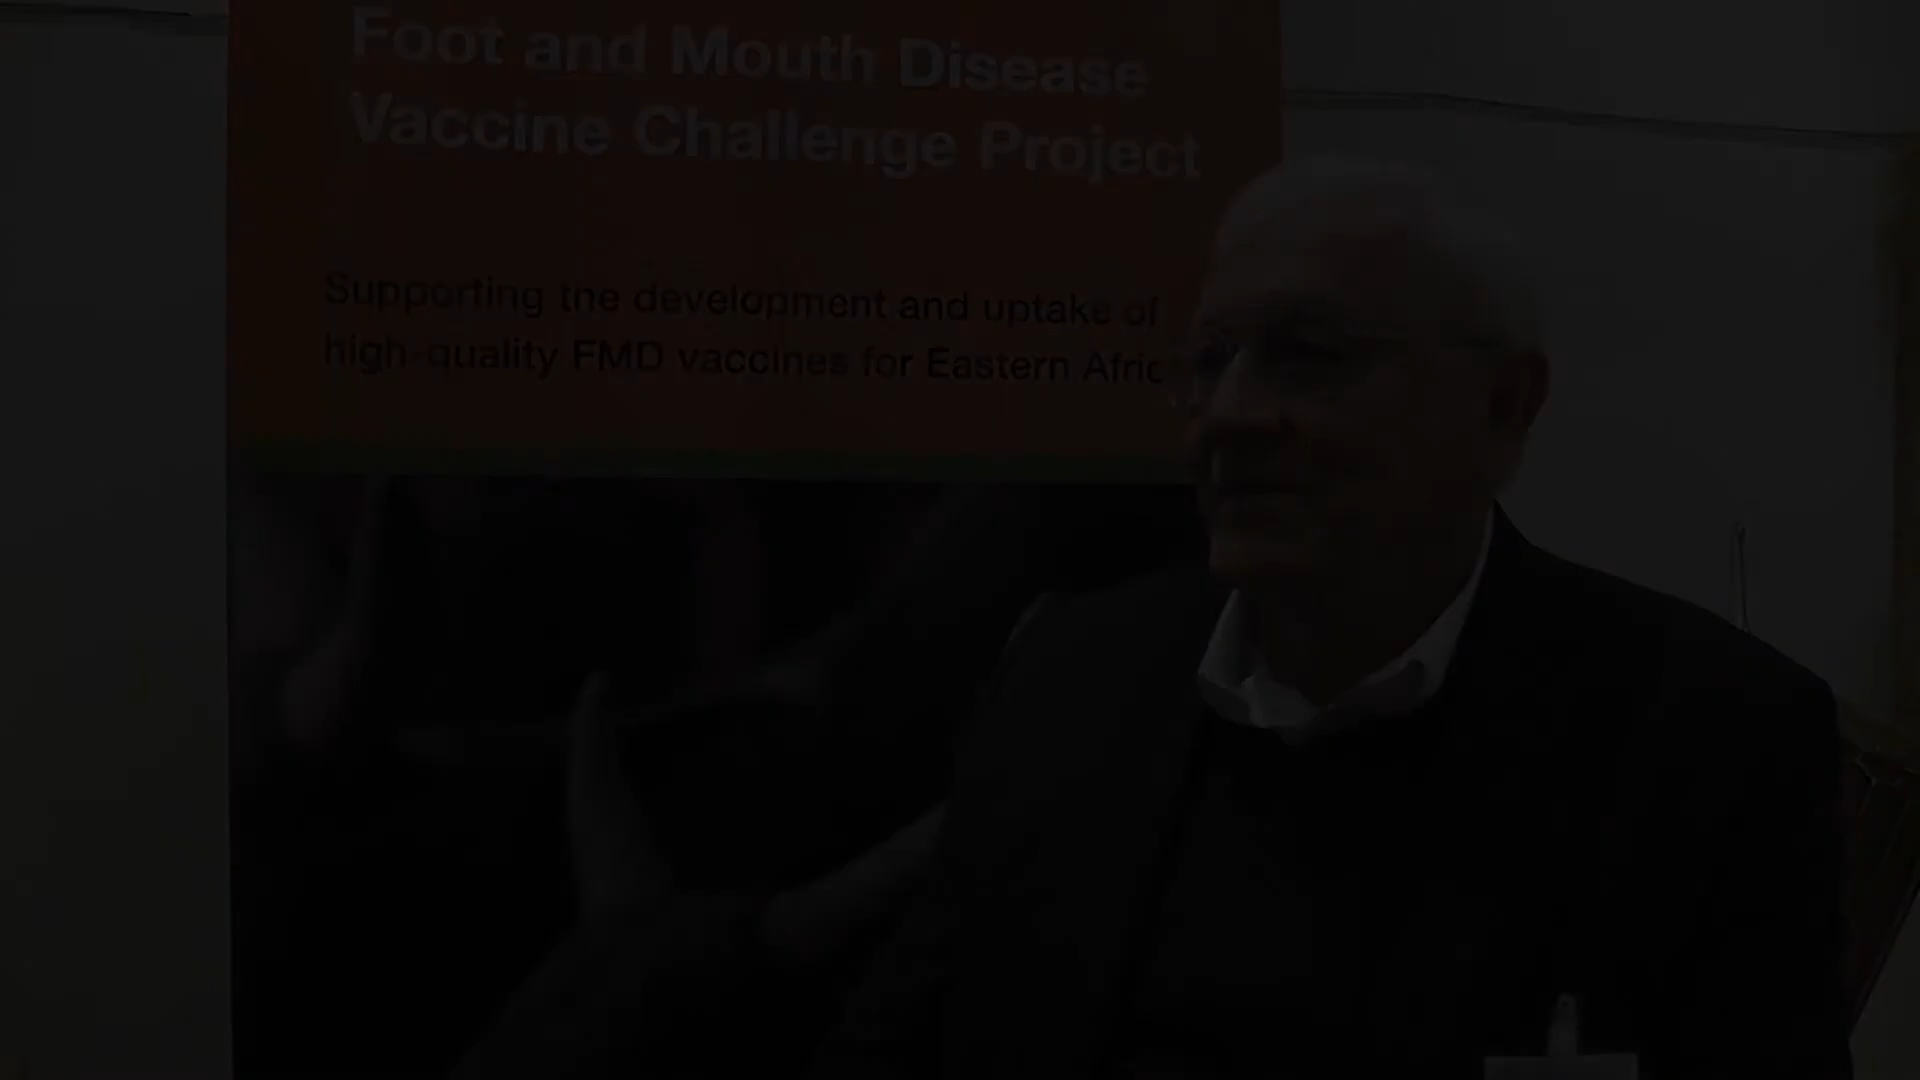 Foot and Mouth Disease
Vaccine Challenge Project
Supporting the development and uptake of
high-quality FMD vaccines for Eastern Afric